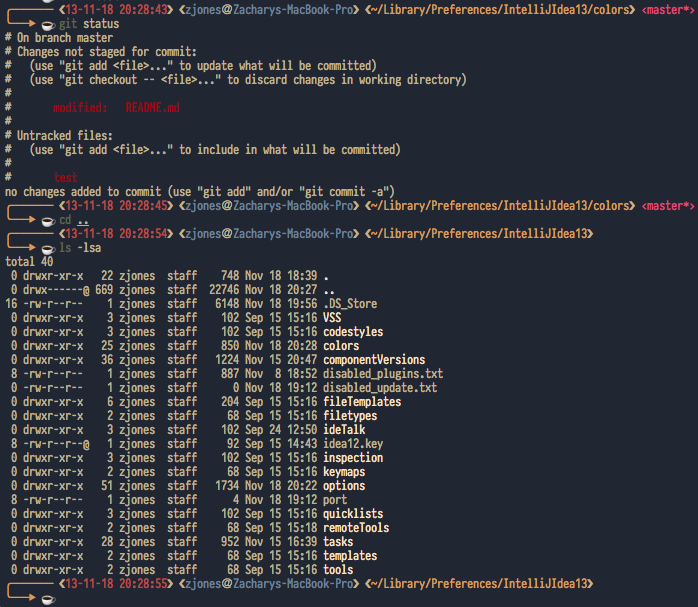 ❮13-11-18 20:28:43❯ ❮zjones@Zacharys-MacBook-Pro❯ ❮~/Library/Preferences/IntelliJIdea13/colors❯ <master*>
git status
# On branch master
# Changes not staged for commit:
#   (use "git add <file>..." to update what will be committed)
#   (use "git checkout -- <file>..." to discard changes in working directory)
#
#       modified:   README.md
#
# Untracked files:
#   (use "git add <file>..." to include in what will be committed)
#
#       test
no changes added to commit (use "git add" and/or "git commit -a")
❮13-11-18 20:28:45❯ ❮zjones@Zacharys-MacBook-Pro❯ ❮~/Library/Preferences/IntelliJIdea13/colors❯ <master*>
cd ..
❮13-11-18 20:28:54❯ ❮zjones@Zacharys-MacBook-Pro❯ ❮~/Library/Preferences/IntelliJIdea13❯
ls -lsa
total 40
 0 drwxr-xr-x   22 zjones  staff    748 Nov 18 18:39 .
 0 drwx------@ 669 zjones  staff  22746 Nov 18 20:27 ..
16 -rw-r--r--    1 zjones  staff   6148 Nov 18 19:56 .DS_Store
 0 drwxr-xr-x    3 zjones  staff    102 Sep 15 15:16 VSS
 0 drwxr-xr-x    3 zjones  staff    102 Sep 15 15:16 codestyles
 0 drwxr-xr-x   25 zjones  staff    850 Nov 18 20:28 colors
 0 drwxr-xr-x   36 zjones  staff   1224 Nov 15 20:47 componentVersions
 8 -rw-r--r--    1 zjones  staff    887 Nov  8 18:52 disabled_plugins.txt
 0 -rw-r--r--    1 zjones  staff      0 Nov 18 19:12 disabled_update.txt
 0 drwxr-xr-x    6 zjones  staff    204 Sep 15 15:16 fileTemplates
 0 drwxr-xr-x    2 zjones  staff     68 Sep 15 15:16 filetypes
 0 drwxr-xr-x    3 zjones  staff    102 Sep 24 12:50 ideTalk
 8 -rw-r--r--@   1 zjones  staff     92 Sep 15 14:43 idea12.key
 0 drwxr-xr-x    3 zjones  staff    102 Sep 15 15:16 inspection
 0 drwxr-xr-x    2 zjones  staff     68 Sep 15 15:16 keymaps
 0 drwxr-xr-x   51 zjones  staff   1734 Nov 18 20:22 options
 8 -rw-r--r--    1 zjones  staff      4 Nov 18 19:12 port
 0 drwxr-xr-x    3 zjones  staff    102 Sep 15 15:16 quicklists
 0 drwxr-xr-x    2 zjones  staff     68 Sep 15 15:18 remoteTools
 0 drwxr-xr-x   28 zjones  staff    952 Nov 15 16:39 tasks
 0 drwxr-xr-x    2 zjones  staff     68 Sep 15 15:16 templates
 0 drwxr-xr-x    2 zjones  staff     68 Sep 15 15:16 tools
❮13-11-18 20:28:55❯ ❮zjones@Zacharys-MacBook-Pro❯ ❮~/Library/Preferences/IntelliJIdea13❯